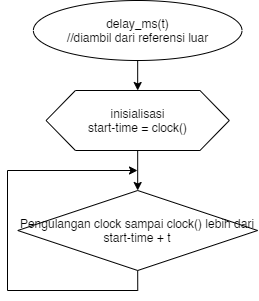 delay_ms(t)
//diambil dari referensi luar
inisialisasi
start-time = clock()
Pengulangan clock sampai clock() lebih dari
start-time + t